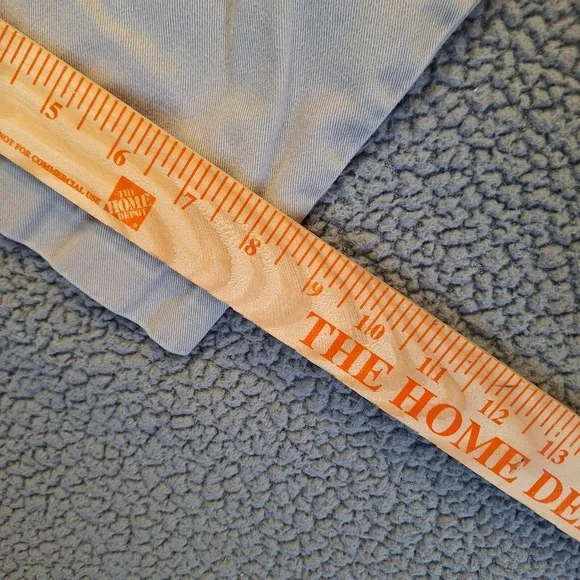 5 6 7 8 9 10 11 12 13
NOT FOR COMMERCIAL USE
THE
HOME
DEPOT
THE HOME DE